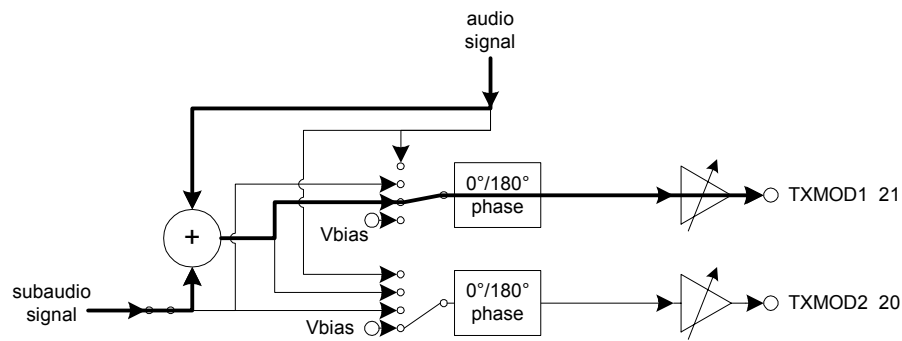 audio
signal
0°/180°
phase
TXMOD1 21
Vbias
+
subaudio
signal
0°/180°
phase
TXMOD2 20
Vbias